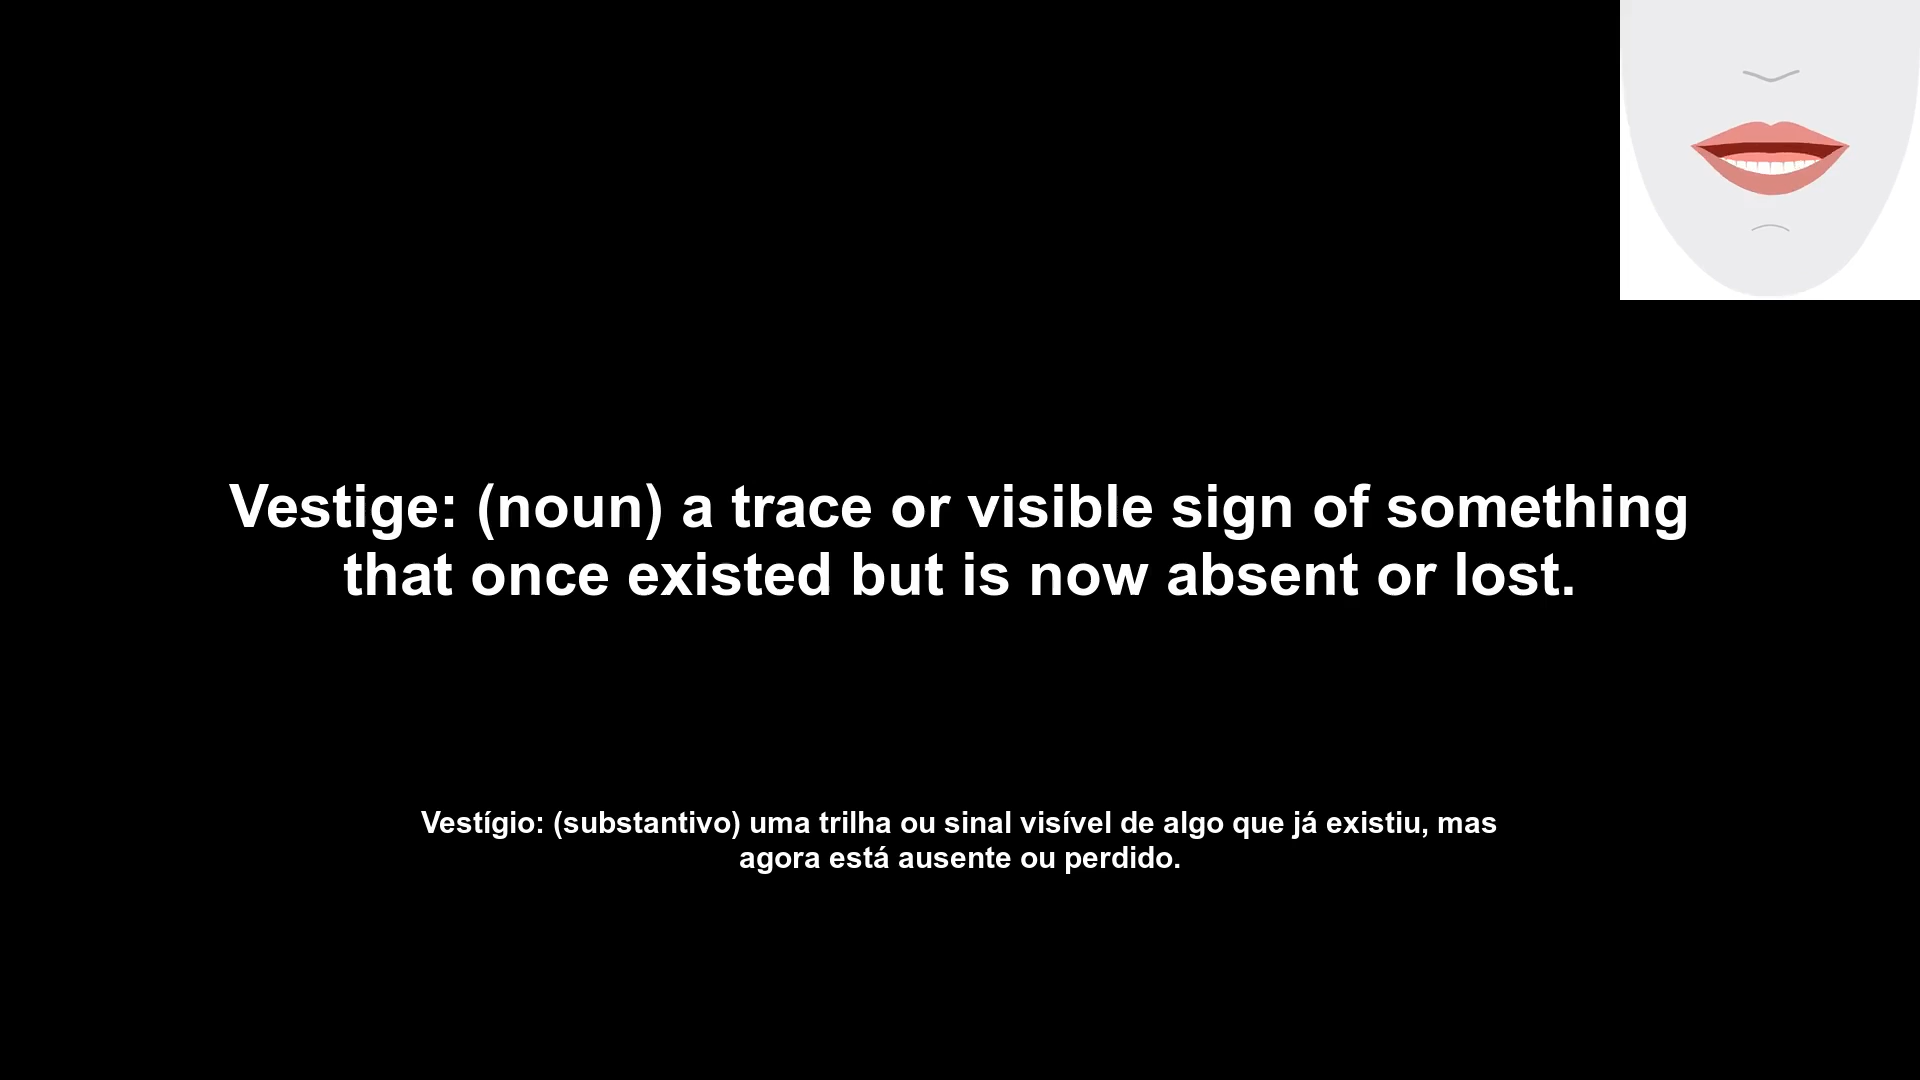 Vestige: (noun) a trace or visible sign of something
that once existed but is now absent or lost.
Vestígio: (substantivo) uma trilha ou sinal visível de algo que já existiu, mas
agora está ausente ou perdido.